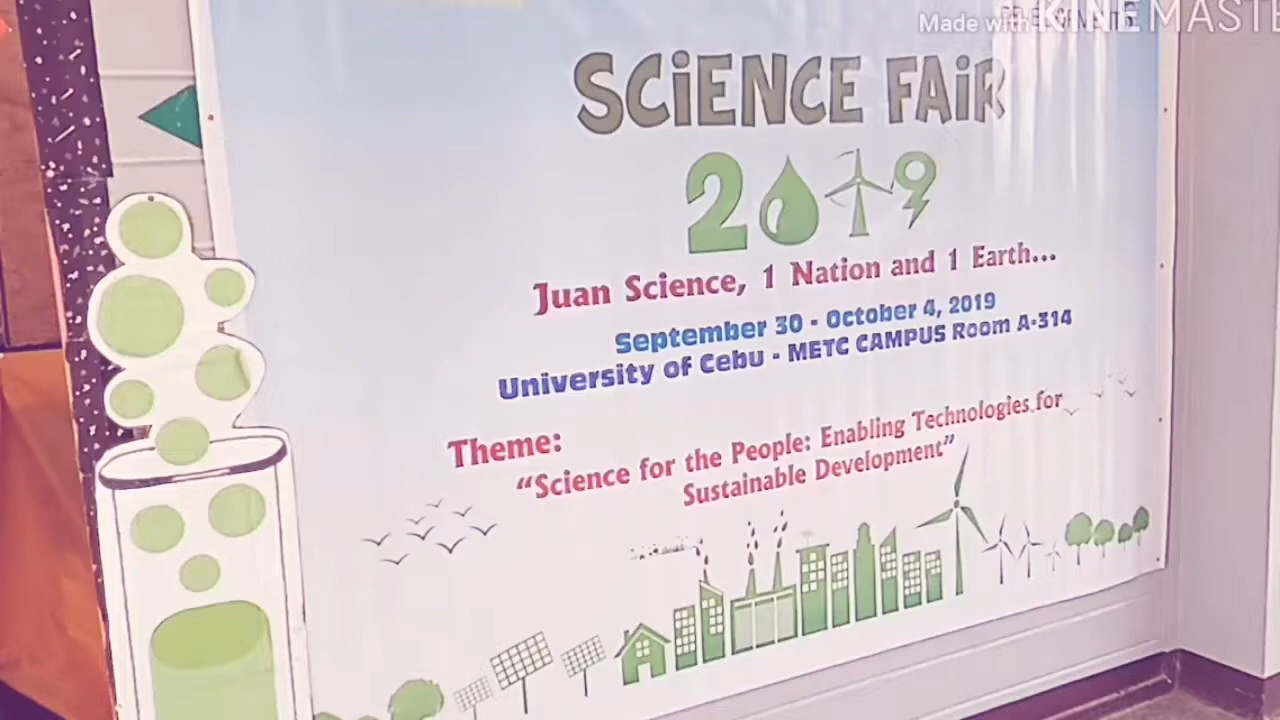 Made with KINEMASTE
SCiENCE FAiR
2019
Juan Science, 1 Nation and 1 Earth...
September 30 - October 4, 2019
University of Cebu - METC CAMPUS Room A-314
Theme:
"Science for the People: Enabling Technologies for
Sustainable Development"